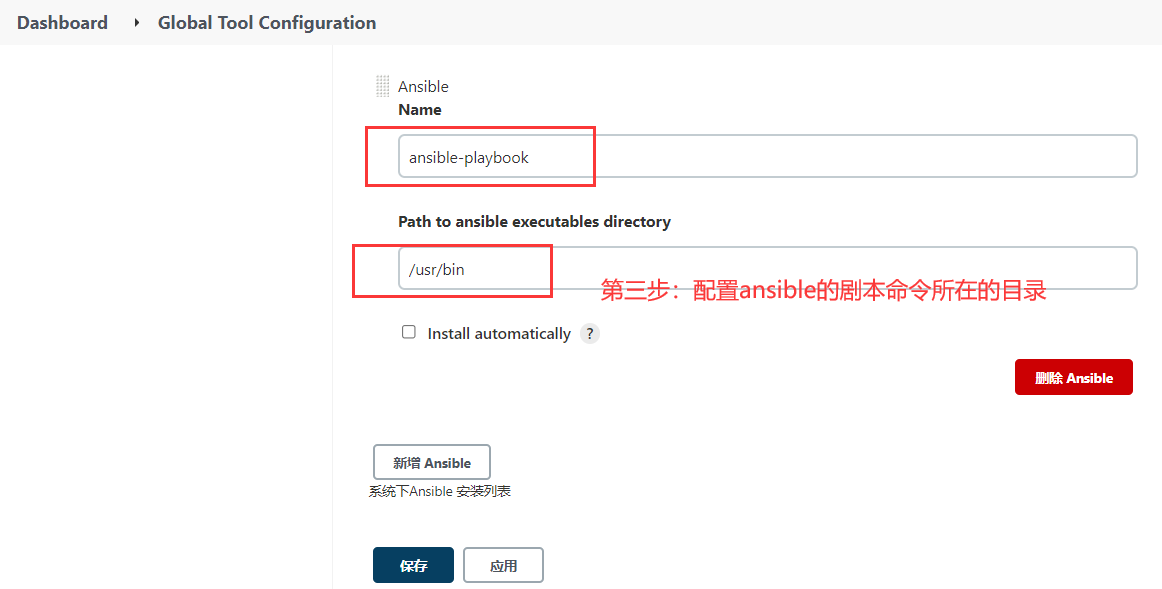 Dashboard Global Tool Configuration
Ansible
Name
ansible-playbook
Path to ansible executables directory
/usr/bin
第三步：配置ansible的剧本命令所在的目录
Install automatically ?
删除 Ansible
新增 Ansible
系统下Ansible 安装列表
保存 应用